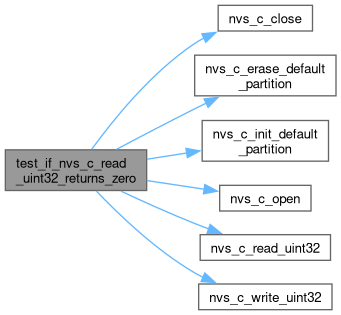 nvs_c_close
nvs_c_erase_default
_partition
nvs_c_init_default
_partition
test_if_nvs_c_read
_uint32_returns_zero
nvs_c_open
nvs_c_read_uint32
nvs_c_write_uint32